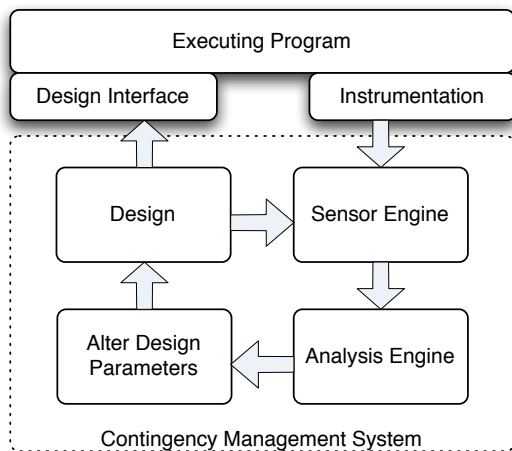 Executing Program
Design Interface
Instrumentation
Design
Sensor Engine
Alter Design
Parameters
Analysis Engine
Contingency Management System